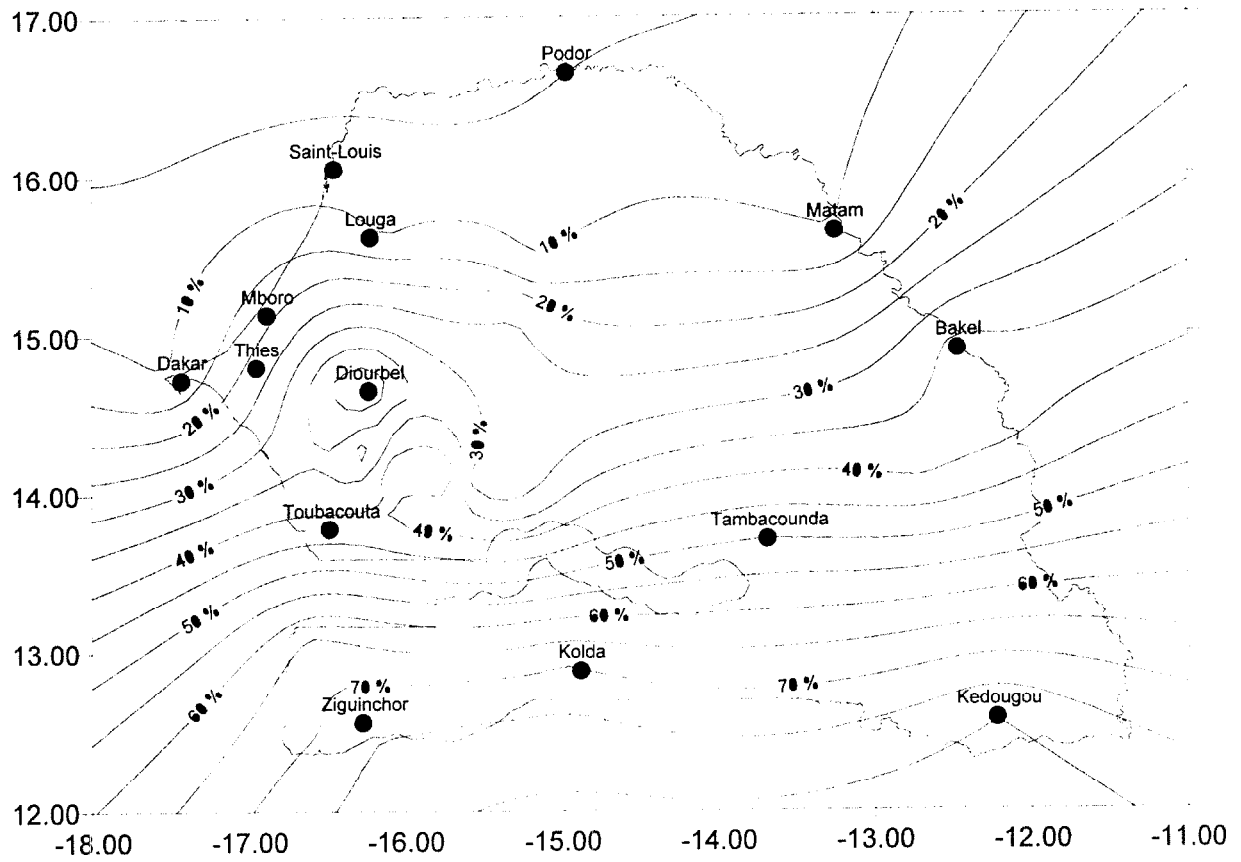 17.00
Podor
Saint-Louis
16.00
Louga
Matam
20 %
10 %
10 %
Mboro
20 %
15.00
Bakel
Thies
Dakar
Diourbel
30 %
20 %
30 %
40 %
30 %
14.00
50 %
Toubacouta
Tambacounda
40 %
40 %
50 %
60 %
50 %
60 %
13.00
Kolda
70 %
70 %
60 %
Ziguinchor
Kedougou
12.00
-18.00 -17.00 -16.00 -15.00 -14.00 -13.00 -12.00 -11.00